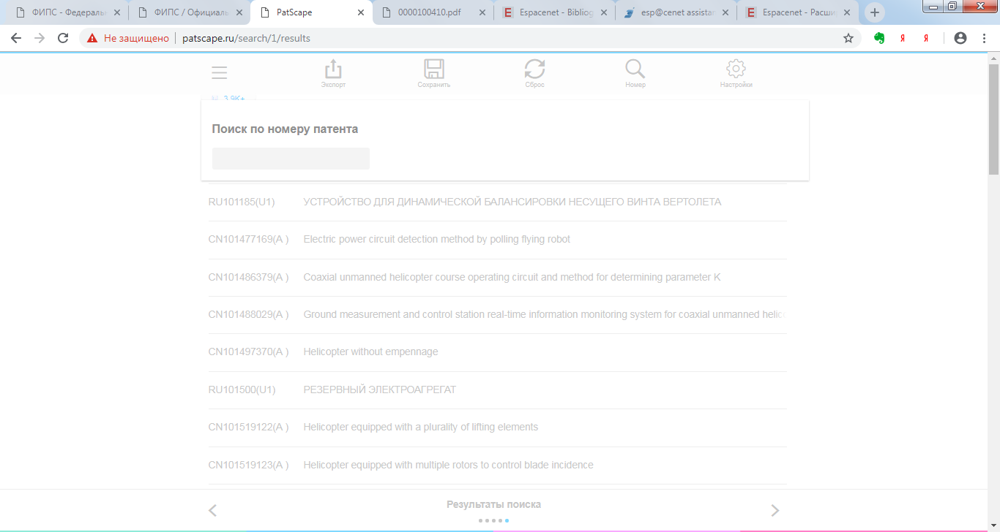 ФИПС - Федераль
ФИПС / Официаль
PatScape
0000100410.pdf
Espacenet - Bibliog
esp@cenet assistan
Espacenet - Расши
Не защищено
patscape.ru/search/1/results
Экспорт
Сохранить
Сброс
Номер
Настройки
3.9K+
Поиск по номеру патента
RU101185(U1) УСТРОЙСТВО ДЛЯ ДИНАМИЧЕСКОЙ БАЛАНСИРОВКИ НЕСУЩЕГО ВИНТА ВЕРТОЛЕТА
CN101477169(A ) Electric power circuit detection method by polling flying robot
CN101486379(A ) Coaxial unmanned helicopter course operating circuit and method for determining parameter K
CN101488029(A ) Ground measurement and control station real-time information monitoring system for coaxial unmanned helic
CN101497370(A ) Helicopter without empennage
RU101500(U1) РЕЗЕРВНЫЙ ЭЛЕКТРОАГРЕГАТ
CN101519122(A ) Helicopter equipped with a plurality of lifting elements
CN101519123(A ) Helicopter equipped with multiple rotors to control blade incidence
Результаты поиска